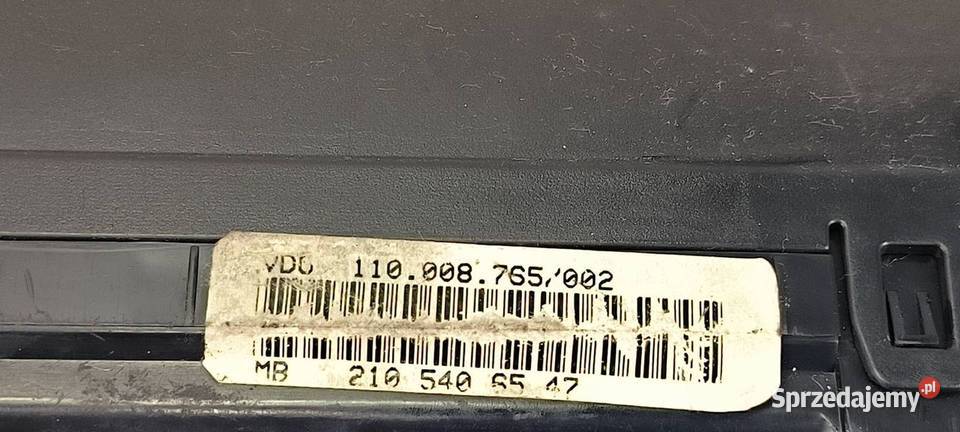 VDO 110.008.765/002
MB 210 540 65 47
Sprzedajemy.pl